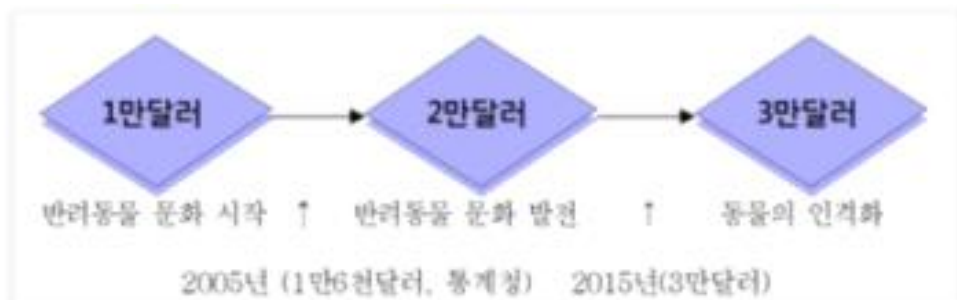 1만달러 2만달러 3만달러
반려동물 문화 시작 ↑ 반려동물 문화 발전 ↑ 동물의 인격화
2005년 (1만6천달러, 통계청) 2015년(3만달러)